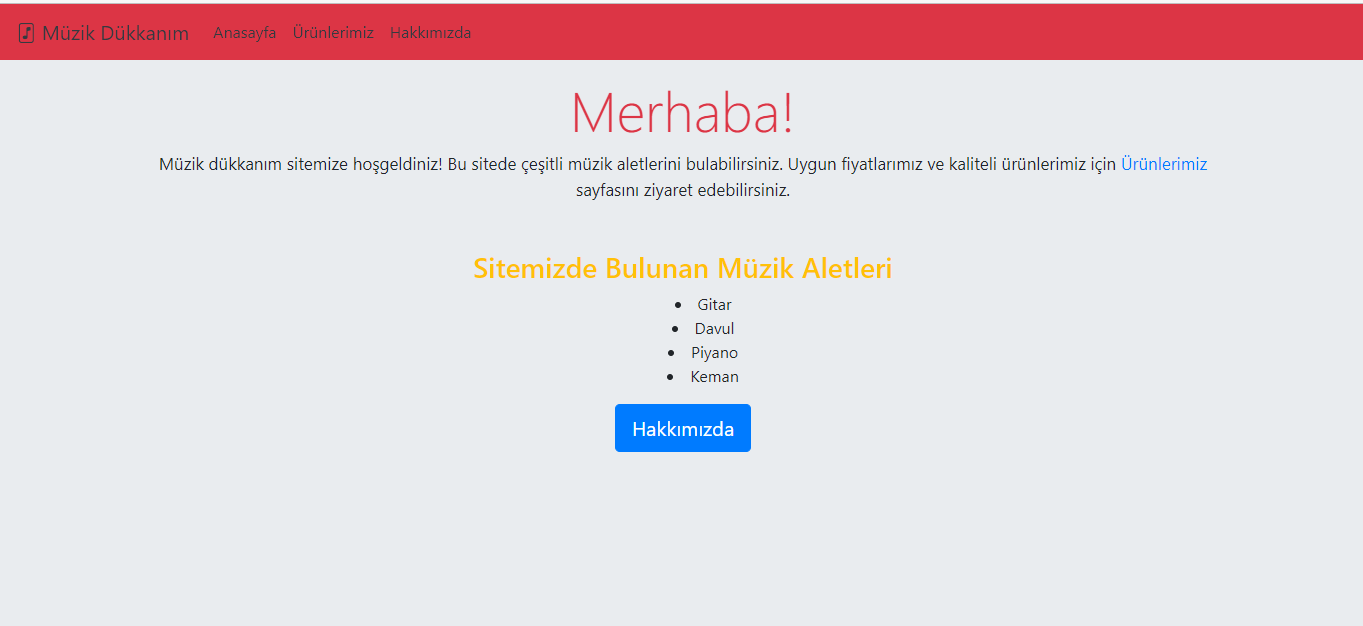 Müzik Dükkanım Anasayfa Ürünlerimiz Hakkımızda
Merhaba!
Müzik dükkanım sitemize hoşgeldiniz! Bu sitede çeşitli müzik aletlerini bulabilirsiniz. Uygun fiyatlarımız ve kaliteli ürünlerimiz için Ürünlerimiz
sayfasını ziyaret edebilirsiniz.
Sitemizde Bulunan Müzik Aletleri
• Gitar
• Davul
• Piyano
• Keman
Hakkımızda